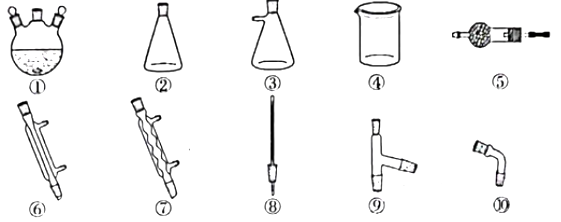 ① ② ③ ④ ⑤
⑥ ⑦ ⑧ ⑨ ⑩